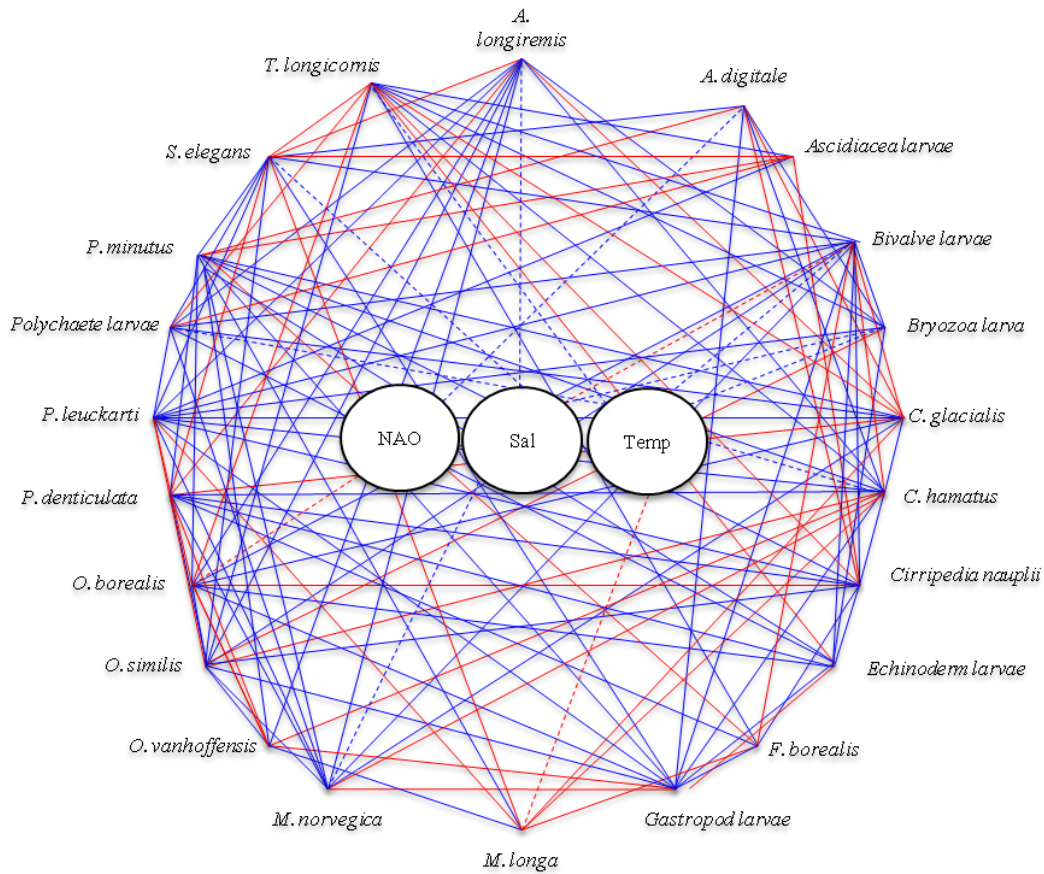 A.
longiremis
T. longicornis
A. digitale
S. elegans
Ascidiacea larvae
P. minutus
Bivalve larvae
Polychaete larvae
Bryozoa larva
P. leuckarti
C. glacialis
NAO
Sal
Temp
P. denticulata
C. hamatus
O. borealis
Cirripedia nauplii
O. similis
Echinoderm larvae
O. vanhoffensis
F. borealis
M. norvegica
Gastropod larvae
M. longa